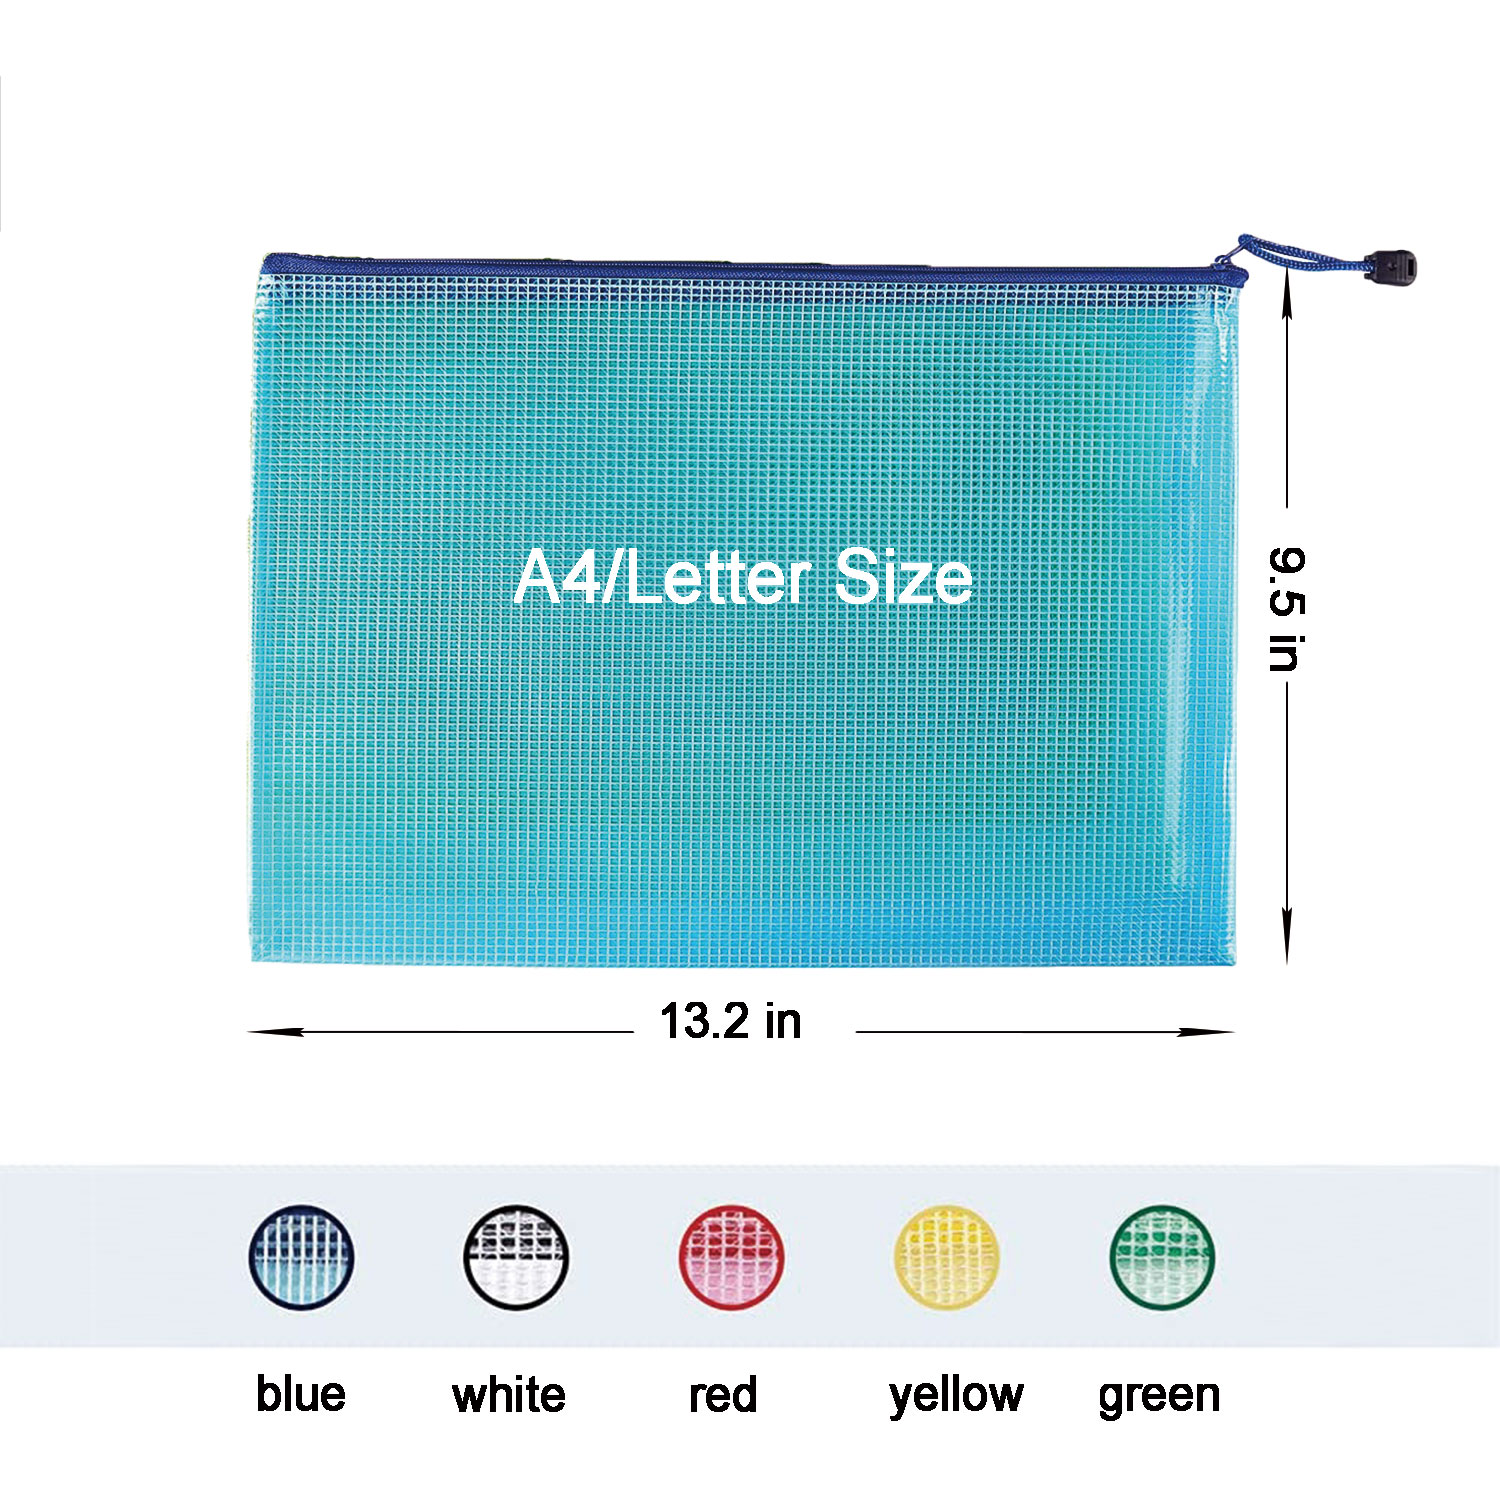 A4/Letter Size
9.5 in
13.2 in
blue
white
red
yellow
green